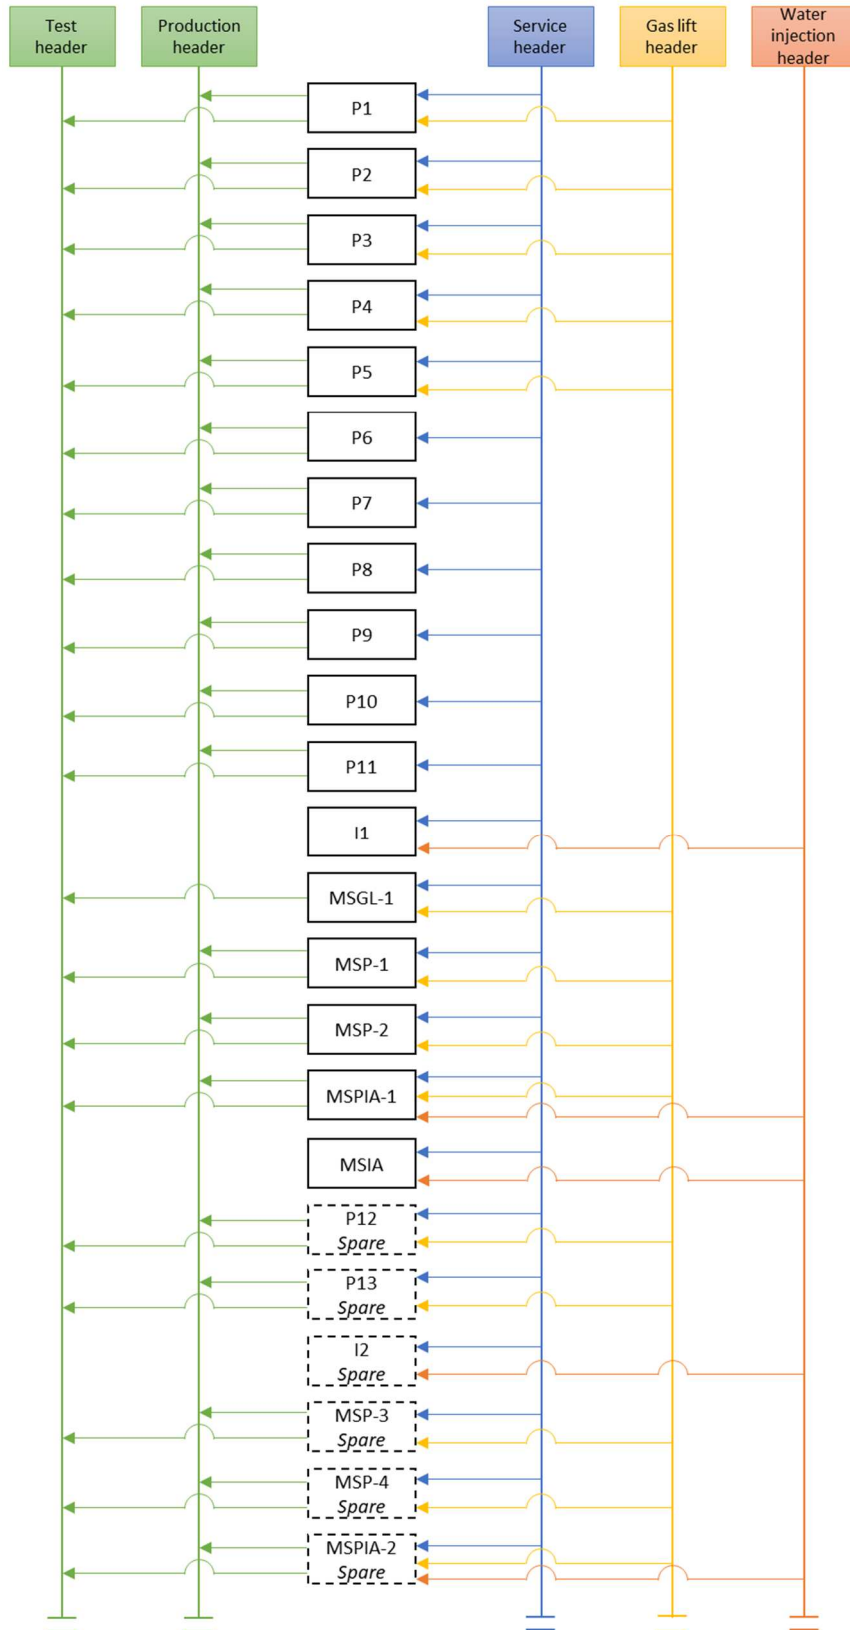 Test
header
Production
header
Service
header
Gas lift
header
Water
injection
header
P1
P2
P3
P4
P5
P6
P7
P8
P9
P10
P11
I1
MSGL-1
MSP-1
MSP-2
MSPIA-1
MSIA
P12
Spare
P13
Spare
I2
Spare
MSP-3
Spare
MSP-4
Spare
MSPIA-2
Spare